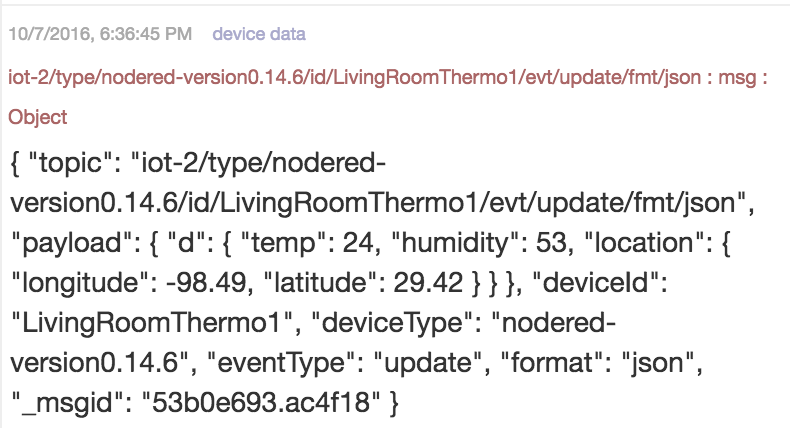 10/7/2016, 6:36:45 PM device data
iot-2/type/nodered-version0.14.6/id/LivingRoomThermo1/evt/update/fmt/json : msg :
Object
{ "topic": "iot-2/type/nodered-
version0.14.6/id/LivingRoomThermo1/evt/update/fmt/json",
"payload": { "d": { "temp": 24, "humidity": 53, "location": {
"longitude": -98.49, "latitude": 29.42 } } }, "deviceId":
"LivingRoomThermo1", "deviceType": "nodered-
version0.14.6", "eventType": "update", "format": "json",
"_msgid": "53b0e693.ac4f18" }